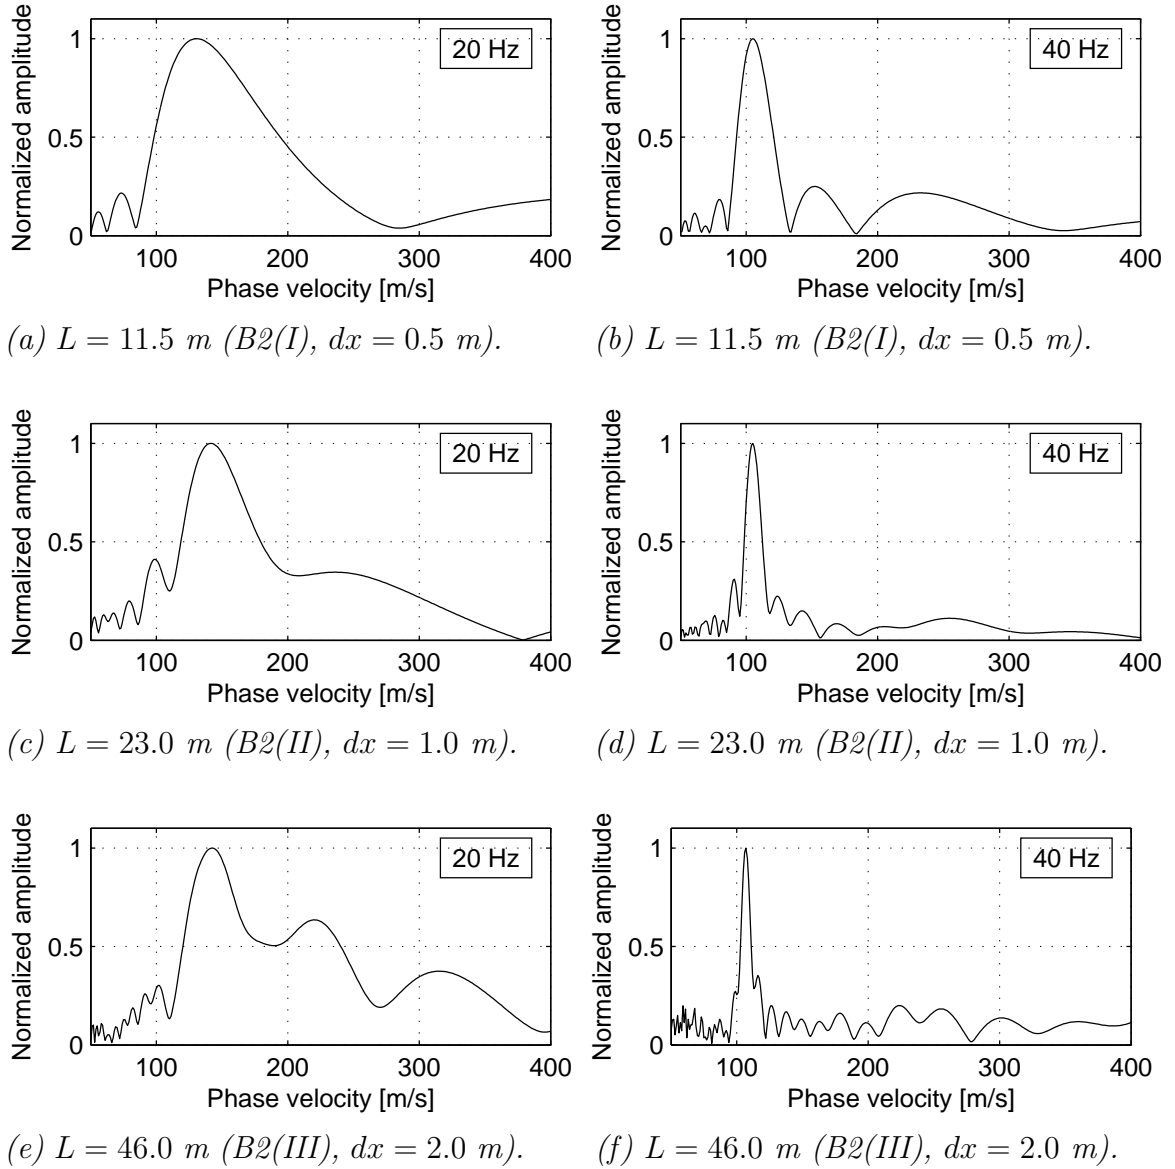 1
0.5
0
Normalized amplitude
20 Hz
100 200 300 400
Phase velocity [m/s]
(a) L = 11.5 m (B2(I), dx = 0.5 m).
1
0.5
0
Normalized amplitude
40 Hz
100 200 300 400
Phase velocity [m/s]
(b) L = 11.5 m (B2(I), dx = 0.5 m).
1
0.5
0
Normalized amplitude
20 Hz
100 200 300 400
Phase velocity [m/s]
(c) L = 23.0 m (B2(II), dx = 1.0 m).
1
0.5
0
Normalized amplitude
40 Hz
100 200 300 400
Phase velocity [m/s]
(d) L = 23.0 m (B2(II), dx = 1.0 m).
1
0.5
0
Normalized amplitude
20 Hz
100 200 300 400
Phase velocity [m/s]
(e) L = 46.0 m (B2(III), dx = 2.0 m).
1
0.5
0
Normalized amplitude
40 Hz
100 200 300 400
Phase velocity [m/s]
(f) L = 46.0 m (B2(III), dx = 2.0 m).